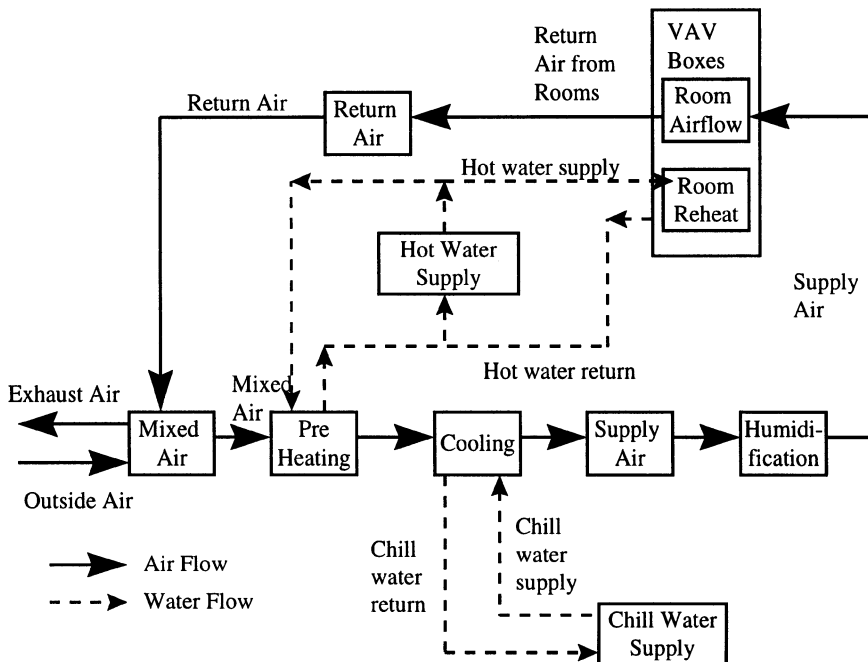 VAV
Boxes
Return
Air from
Rooms
Return Air
Return
Air
Room
Airflow
Hot water supply
Room
Reheat
Hot Water
Supply
Supply
Air
Hot water return
Exhaust Air
Mixed
Air
Mixed
Air
Pre
Heating
Cooling
Supply
Air
Humidi-
fication
Outside Air
Chill
water
return
Chill
water
supply
Air Flow
Water Flow
Chill Water
Supply